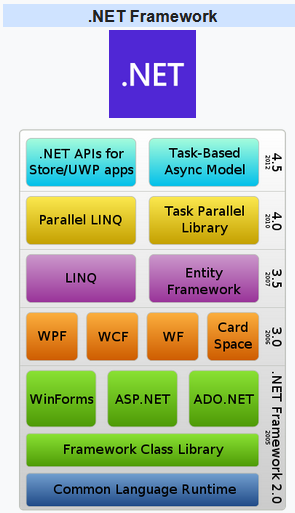 .NET Framework
.NET
.NET APIs for
Store/UWP apps
Task-Based
Async Model
4.5
2012
Parallel LINQ
Task Parallel
Library
4.0
2010
LINQ
Entity
Framework
3.5
2007
WPF
WCF
WF
Card
Space
3.0
2006
WinForms
ASP.NET
ADO.NET
Framework Class Library
Common Language Runtime
.NET Framework 2.0
2005